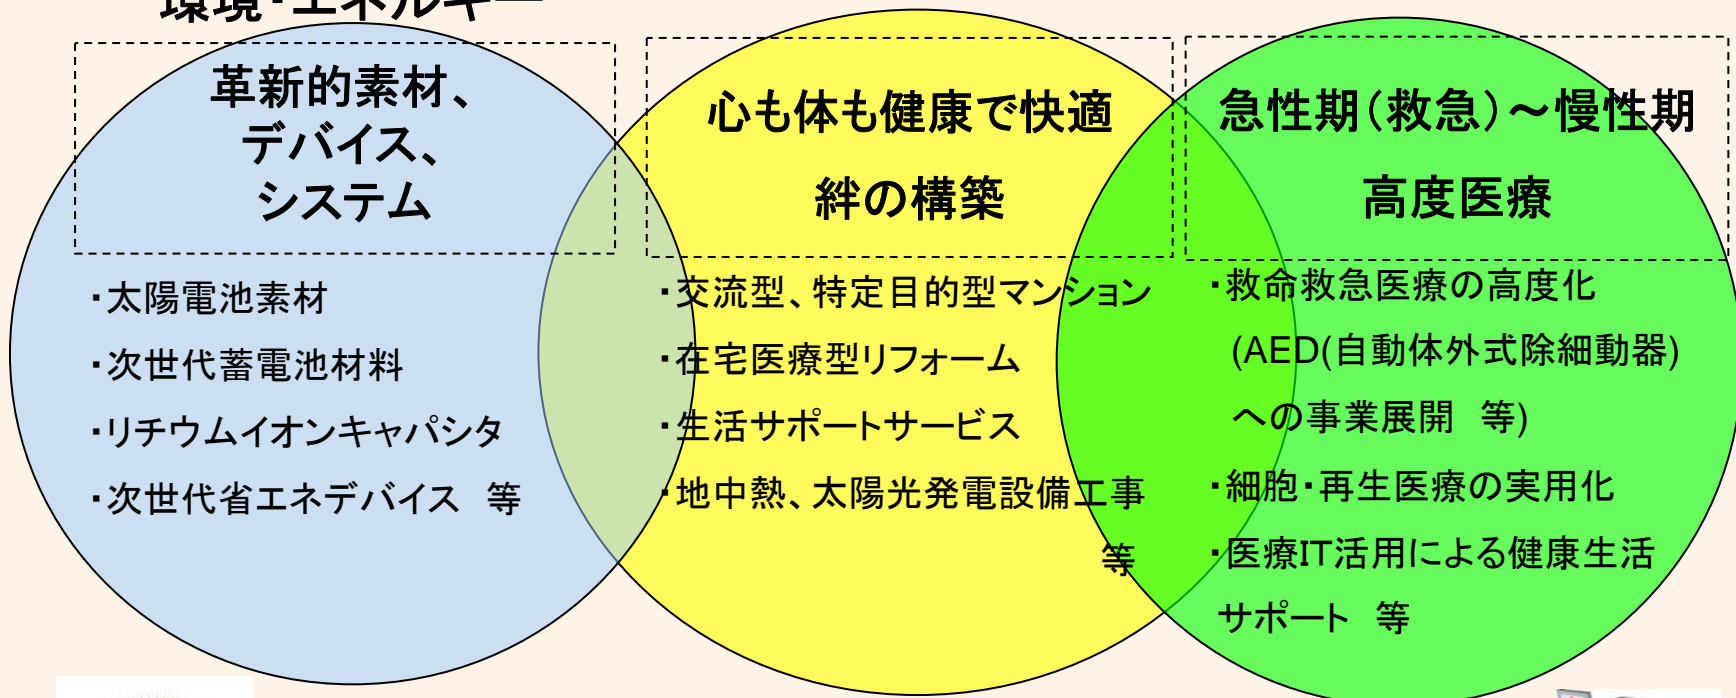 環境・エネルギー
革新的素材、
デバイス、
システム
・太陽電池素材
・次世代蓄電池材料
・リチウムイオンキャパシタ
・次世代省エネデバイス　等
心も体も健康で快適
絆の構築
・交流型、特定目的型マンション
・在宅医療型リフォーム
・生活サポートサービス
・地中熱、太陽光発電設備工事
等
急性期（救急）～慢性期
高度医療
・救命救急医療の高度化
(AED(自動体外式除細動器)
への事業展開　等)
・細胞・再生医療の実用化
・医療IT活用による健康生活
サポート　等